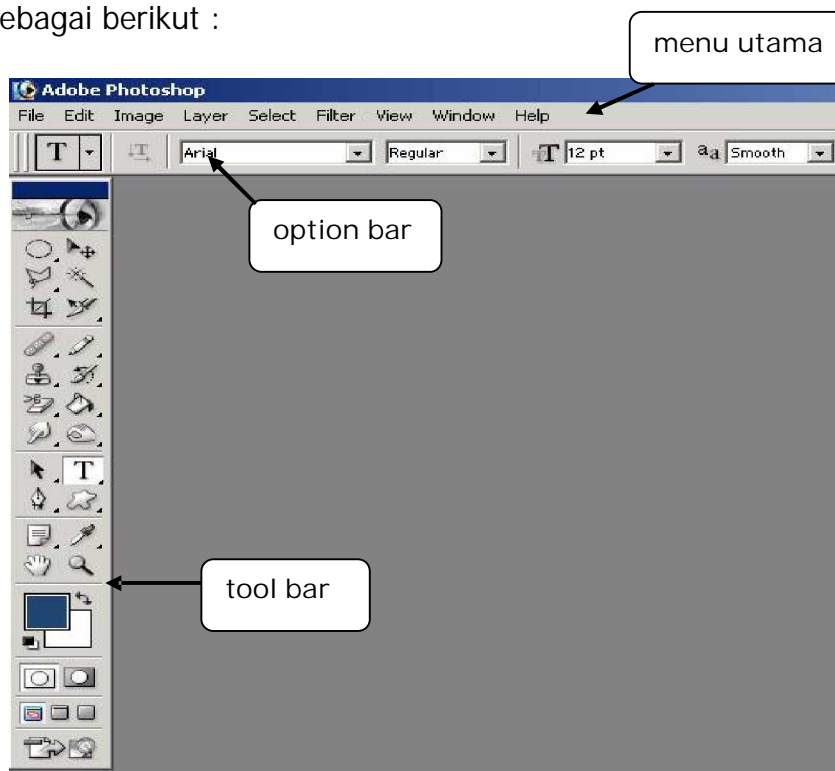 ebagai berikut :
menu utama
Adobe Photoshop
File Edit Image Layer Select Filter View Window Help
T T Arial Regular T 12 pt aa Smooth
option bar
T
tool bar